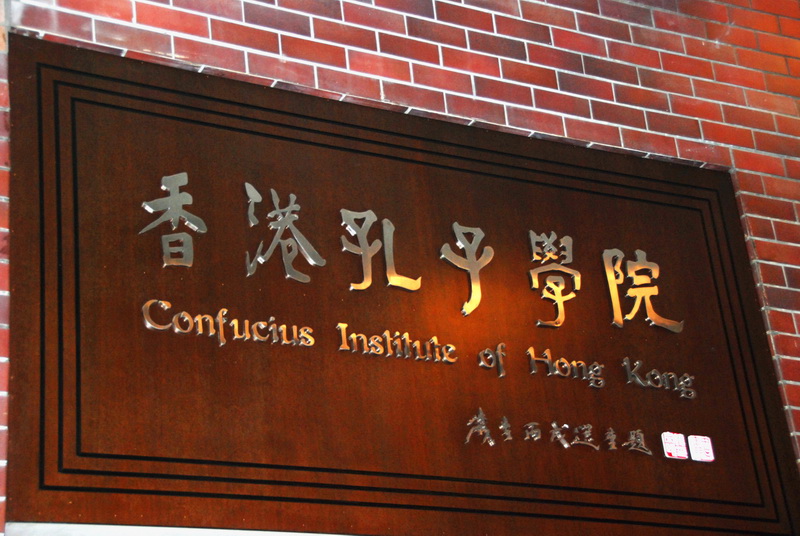 香港孔子學院
Confucius Institute of Hong Kong